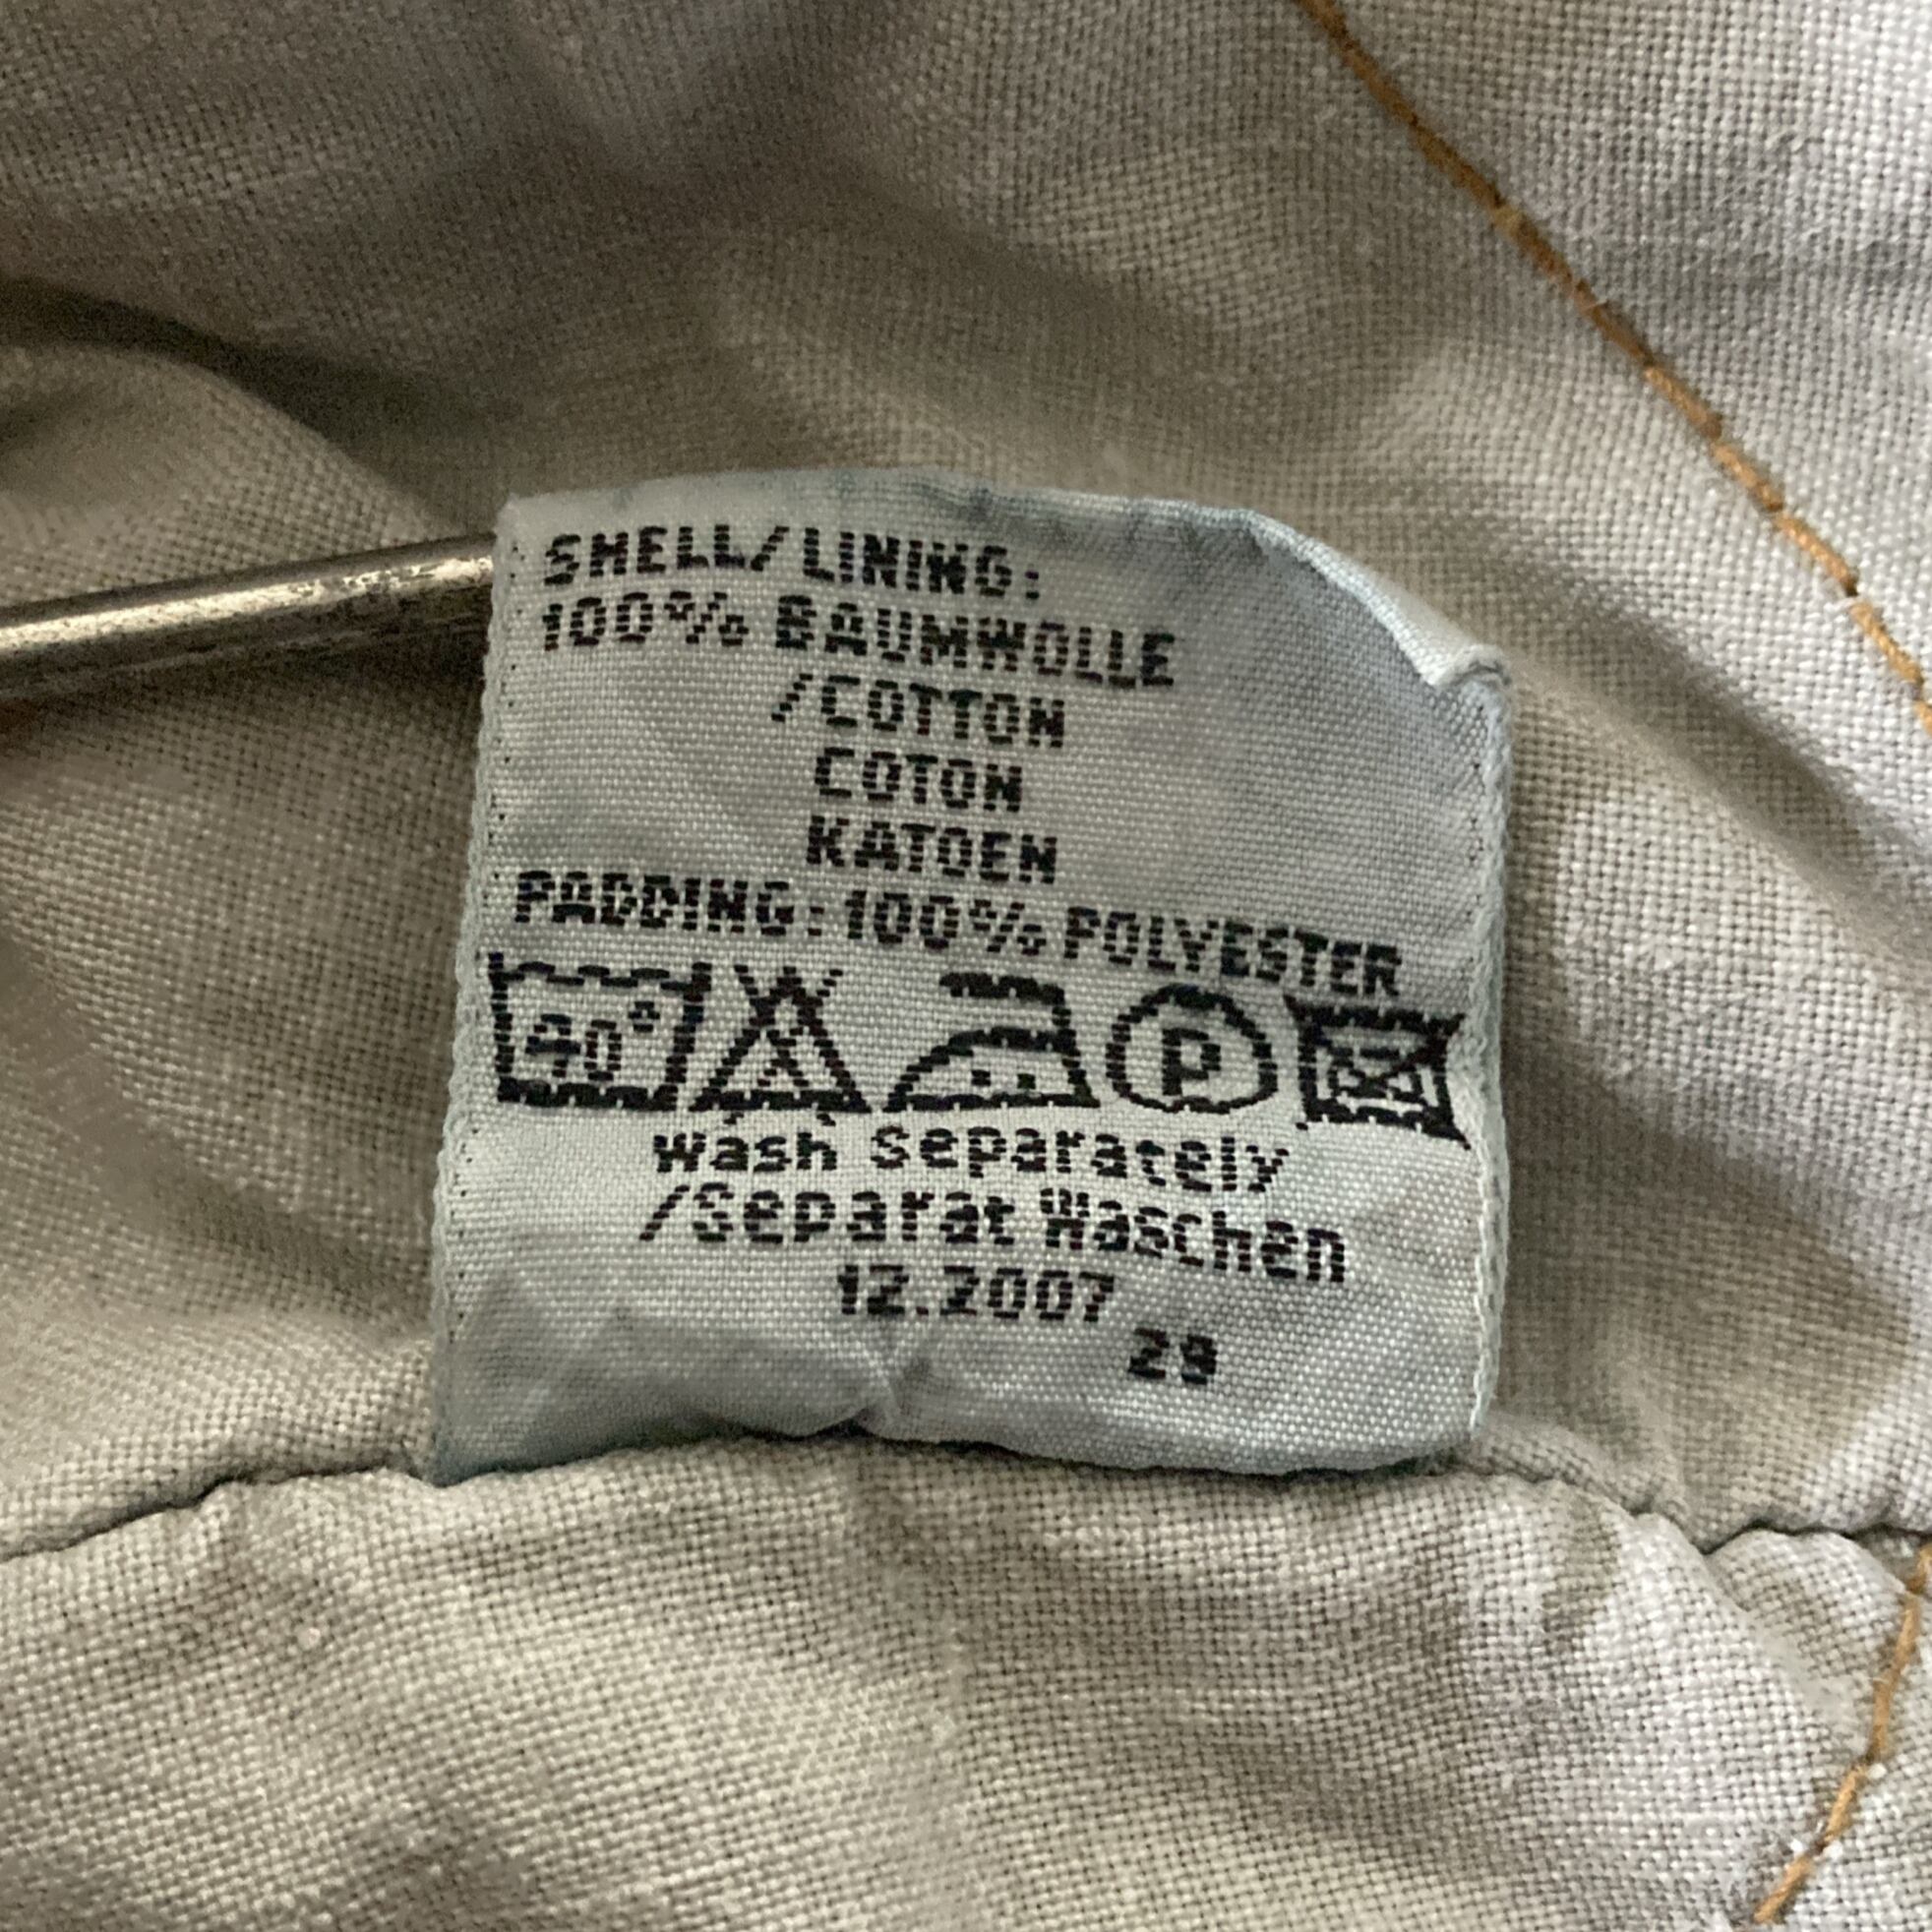 SHELL/LINING:
100% BAUMWOLLE
/COTTON
COTON
KATOEN
PADDING: 100% POLYESTER
40° P
Wash Separately
/Separat Waschen
12.2007
29